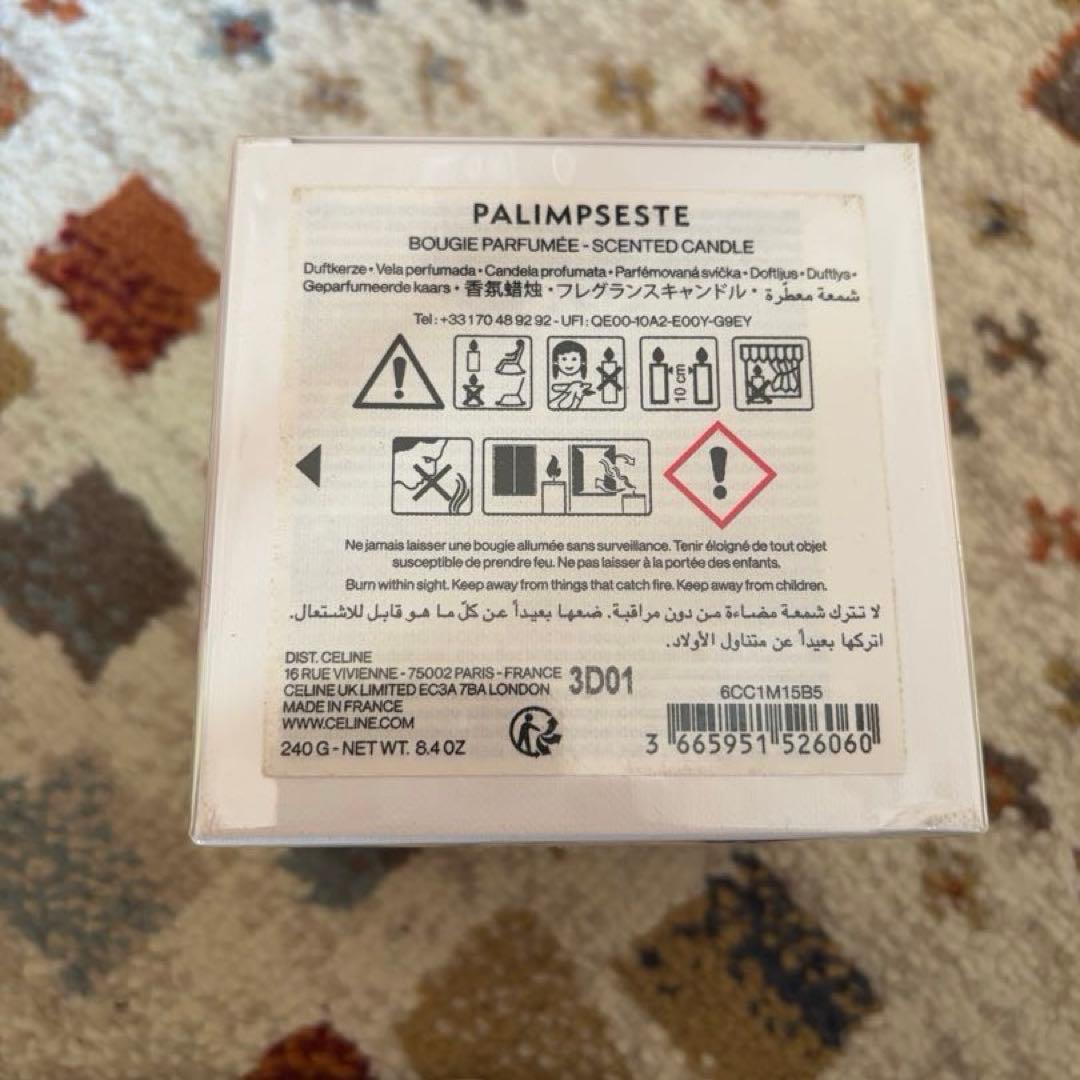 PALIMPSESTE
BOUGIE PARFUMÉE - SCENTED CANDLE
Duftkerze • Vela perfumada • Candela profumata • Parfémovaná svíčka • Doftljus • Duftlys •
Geparfumeerde kaars • 香氛蜡烛 • フレグランスキャンドル • شمعة معطّرة
Tel : +33 1 70 48 92 92 - UFI : QE00-10A2-E00Y-G9EY
10 cm
Ne jamais laisser une bougie allumée sans surveillance. Tenir éloigné de tout objet
susceptible de prendre feu. Ne pas laisser à la portée des enfants.
Burn within sight. Keep away from things that catch fire. Keep away from children.
لا تترك شمعة مضاءة من دون مراقبة. ضعها بعيداً عن كلّ ما هو قابل للاشتعال.
اتركها بعيداً عن متناول الأولاد.
DIST. CELINE
16 RUE VIVIENNE - 75002 PARIS - FRANCE
CELINE UK LIMITED EC3A 7BA LONDON
MADE IN FRANCE
WWW.CELINE.COM
240 G - NET WT. 8.4 OZ
3D01
6CC1M15B5
3 665951 526060